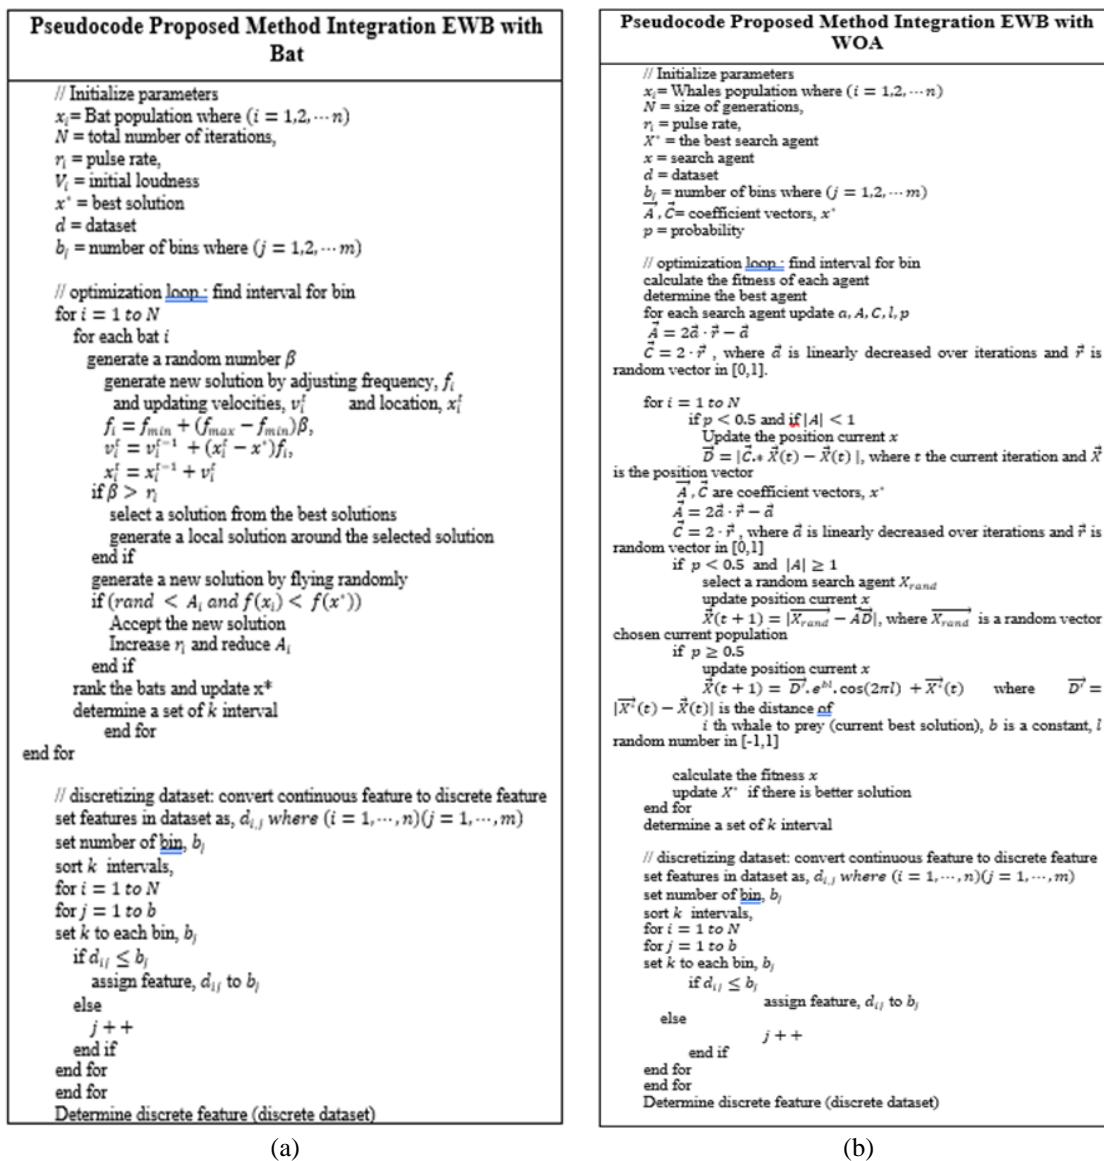 Pseudocode Proposed Method Integration EWB with
Bat
// Initialize parameters
xᵢ= Bat population where (i = 1,2, ⋯ n)
N = total number of iterations,
rᵢ = pulse rate,
Vᵢ = initial loudness
x* = best solution
d = dataset
bⱼ = number of bins where (j = 1,2, ⋯ m)
// optimization loop : find interval for bin
for i = 1 to N
for each bat i
generate a random number β
generate new solution by adjusting frequency, fᵢ
and updating velocities, vᵢᵗ and location, xᵢᵗ
fᵢ = fₘᵢₙ + (fₘₐₓ − fₘᵢₙ)β,
vᵢᵗ = vᵢᵗ⁻¹ + (xᵢᵗ − x*)fᵢ,
xᵢᵗ = xᵢᵗ⁻¹ + vᵢᵗ
if β > rᵢ
select a solution from the best solutions
generate a local solution around the selected solution
end if
generate a new solution by flying randomly
if (rand < Aᵢ and f(xᵢ) < f(x*))
Accept the new solution
Increase rᵢ and reduce Aᵢ
end if
rank the bats and update x*
determine a set of k interval
end for
end for
// discretizing dataset: convert continuous feature to discrete feature
set features in dataset as, dᵢ,ⱼ where (i = 1, ⋯, n)(j = 1, ⋯, m)
set number of bin, bⱼ
sort k intervals,
for i = 1 to N
for j = 1 to b
set k to each bin, bⱼ
if dᵢⱼ ≤ bⱼ
assign feature, dᵢⱼ to bⱼ
else
j + +
end if
end for
end for
Determine discrete feature (discrete dataset)
(a)
Pseudocode Proposed Method Integration EWB with
WOA
// Initialize parameters
xᵢ= Whales population where (i = 1,2, ⋯ n)
N = size of generations,
rᵢ = pulse rate,
X* = the best search agent
x = search agent
d = dataset
bⱼ = number of bins where (j = 1,2, ⋯ m)
A⃗ , C⃗= coefficient vectors, x*
p = probability
// optimization loop : find interval for bin
calculate the fitness of each agent
determine the best agent
for each search agent update a, A, C, l, p
A⃗ = 2a⃗ · r⃗ − a⃗
C⃗ = 2 · r⃗ , where a⃗ is linearly decreased over iterations and r⃗ is
random vector in [0,1].
for i = 1 to N
if p < 0.5 and if |A| < 1
Update the position current x
D⃗ = |C⃗.* X⃗(t) − X⃗(t) |, where t the current iteration and X⃗
is the position vector
A⃗ , C⃗ are coefficient vectors, x*
A⃗ = 2a⃗ · r⃗ − a⃗
C⃗ = 2 · r⃗ , where a⃗ is linearly decreased over iterations and r⃗ is
random vector in [0,1]
if p < 0.5 and |A| ≥ 1
select a random search agent Xᵣₐₙd
update position current x
X⃗(t + 1) = |X⃗ᵣₐₙd − A⃗D⃗|, where X⃗ᵣₐₙd is a random vector
chosen current population
if p ≥ 0.5
update position current x
X⃗(t + 1) = D⃗′.eᵇˡ.cos(2πl) + X⃗*(t) where D⃗′ =
|X⃗*(t) − X⃗(t)| is the distance of
i th whale to prey (current best solution), b is a constant, l
random number in [-1,1]
calculate the fitness x
update X* if there is better solution
end for
determine a set of k interval
// discretizing dataset: convert continuous feature to discrete feature
set features in dataset as, dᵢ,ⱼ where (i = 1, ⋯, n)(j = 1, ⋯, m)
set number of bin, bⱼ
sort k intervals,
for i = 1 to N
for j = 1 to b
set k to each bin, bⱼ
if dᵢⱼ ≤ bⱼ
assign feature, dᵢⱼ to bⱼ
else
j + +
end if
end for
end for
Determine discrete feature (discrete dataset)
(b)